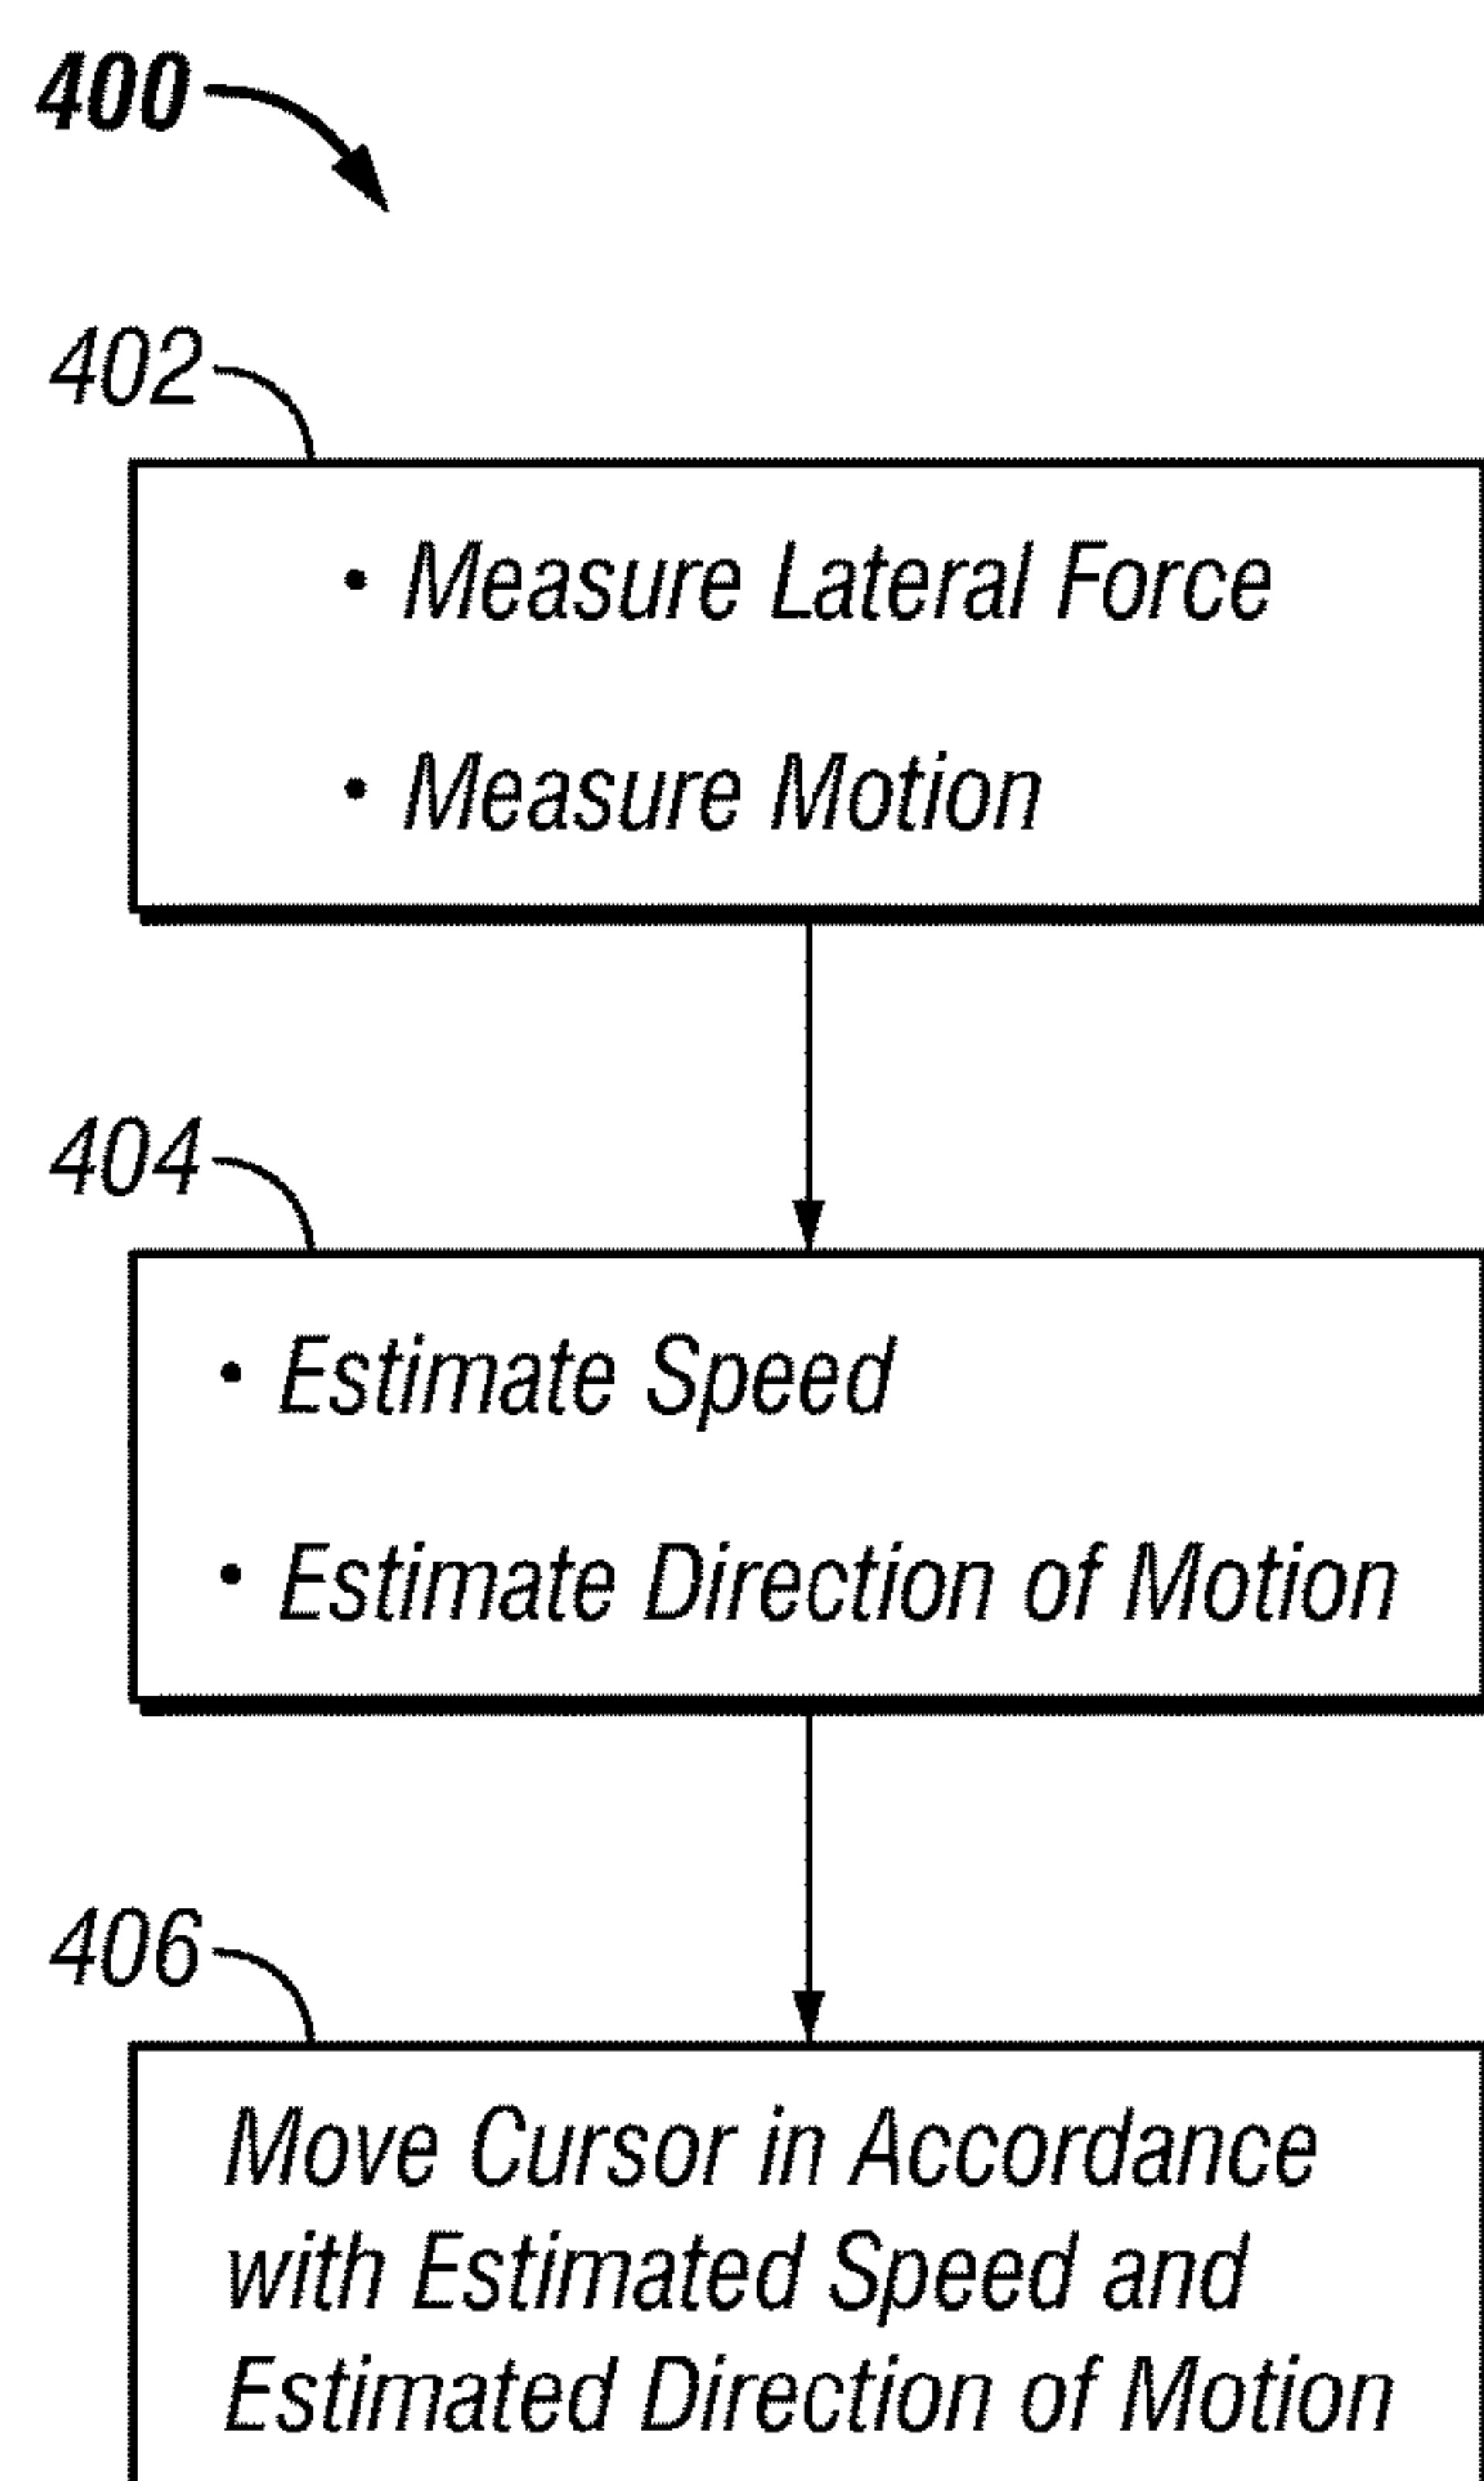 400
402
• Measure Lateral Force
• Measure Motion
404
• Estimate Speed
• Estimate Direction of Motion
406
Move Cursor in Accordance
with Estimated Speed and
Estimated Direction of Motion